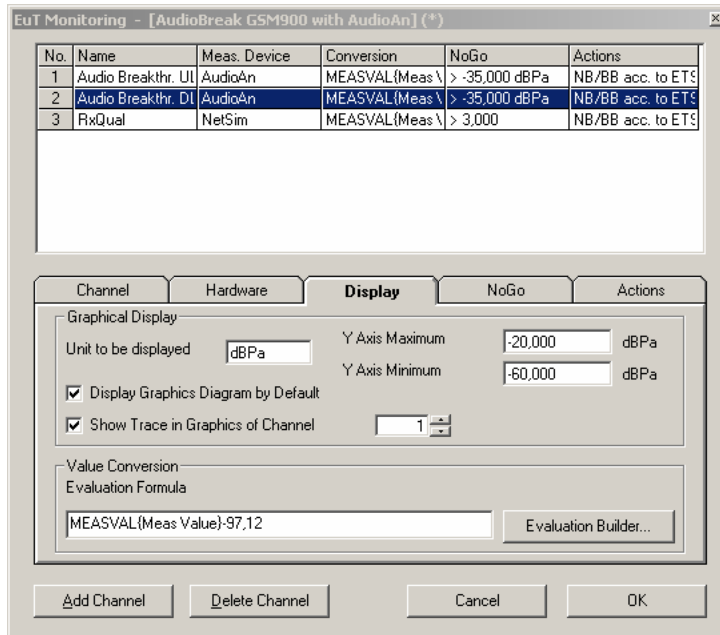 EuT Monitoring - [AudioBreak GSM900 with AudioAn] (*)
No. Name Meas. Device Conversion NoGo Actions
1 Audio Breakthr. UL AudioAn MEASVAL{Meas \ > -35,000 dBPa NB/BB acc. to ETS
2 Audio Breakthr. DL AudioAn MEASVAL{Meas \ > -35,000 dBPa NB/BB acc. to ETS
3 RxQual NetSim MEASVAL{Meas \ > 3,000 NB/BB acc. to ETS
Channel Hardware Display NoGo Actions
Graphical Display
Unit to be displayed dBPa Y Axis Maximum -20,000 dBPa
Y Axis Minimum -60,000 dBPa
Display Graphics Diagram by Default
Show Trace in Graphics of Channel 1
Value Conversion
Evaluation Formula
MEASVAL{Meas Value}-97,12 Evaluation Builder...
Add Channel Delete Channel Cancel OK